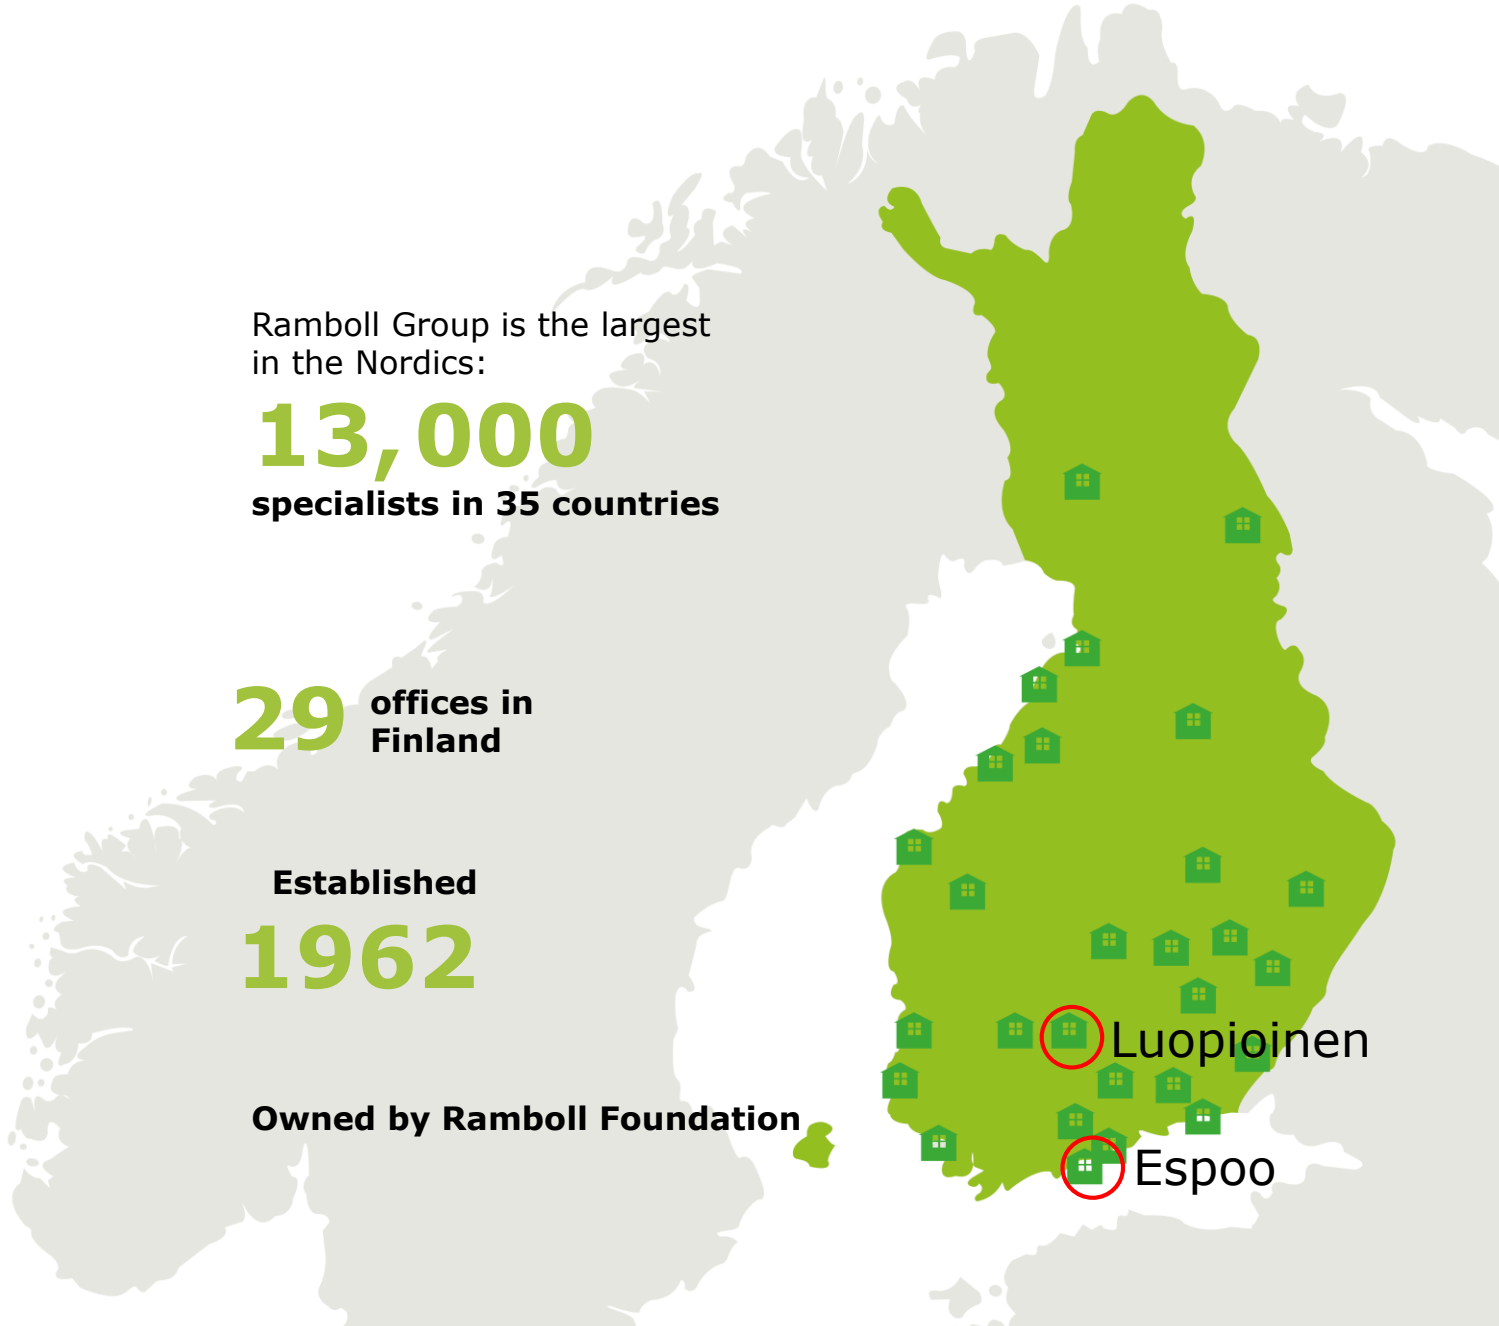 Ramboll Group is the largest
in the Nordics:
13,000
specialists in 35 countries
29 offices in
Finland
Established
1962
Luopioinen
Owned by Ramboll Foundation
Espoo